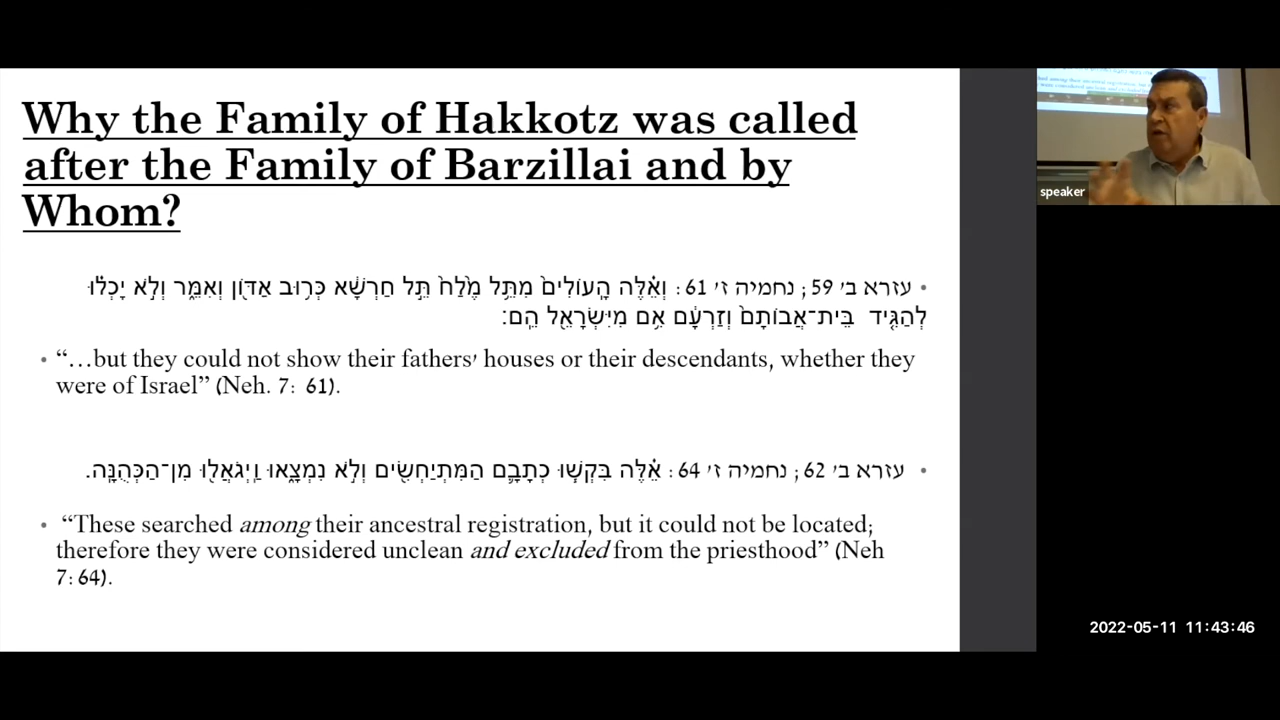 Why the Family of Hakkotz was called
after the Family of Barzillai and by
Whom?
• עזרא ב׳ 59; נחמיה ז׳ 61: וְאֵ֗לֶּה הָֽעוֹלִים֙ מִתֵּ֥ל מֶ֙לַח֙ תֵּ֣ל חַרְשָׁ֔א כְּר֥וּב אַדּ֖וֹן וְאִמֵּ֑ר וְלֹ֣א יָכְל֗וּ
לְהַגִּ֤יד בֵּית־אֲבוֹתָם֙ וְזַרְעָ֔ם אִ֥ם מִיִּשְׂרָאֵ֖ל הֵֽם׃
• “…but they could not show their fathers’ houses or their descendants, whether they
were of Israel” (Neh. 7: 61).
• עזרא ב׳ 62; נחמיה ז׳ 64: אֵ֗לֶּה בִּקְשׁ֧וּ כְתָבָ֛ם הַמִּתְיַחְשִׂ֖ים וְלֹ֣א נִמְצָ֑אוּ וַֽיְגֹאֲל֖וּ מִן־הַכְּהֻנָּֽה.
• “These searched among their ancestral registration, but it could not be located;
therefore they were considered unclean and excluded from the priesthood” (Neh
7:64).
speaker
2022-05-11 11:43:46